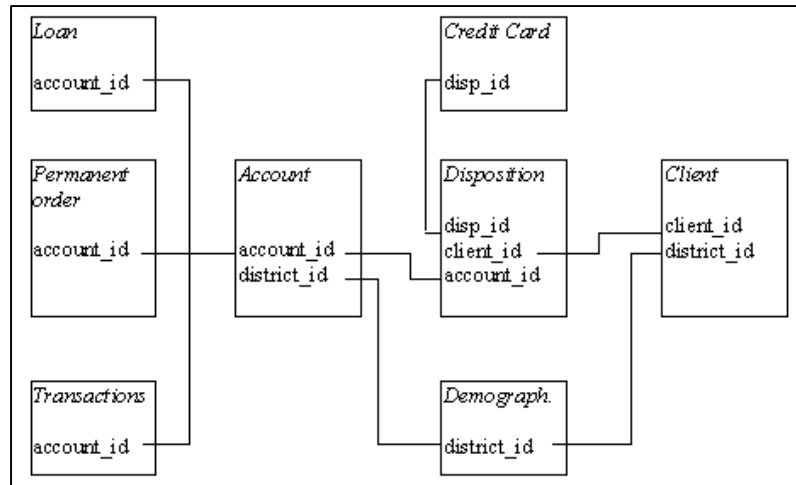 Loan
account_id
Credit Card
disp_id
Permanent
order
account_id
Account
account_id
district_id
Disposition
disp_id
client_id
account_id
Client
client_id
district_id
Transactions
account_id
Demograph.
district_id